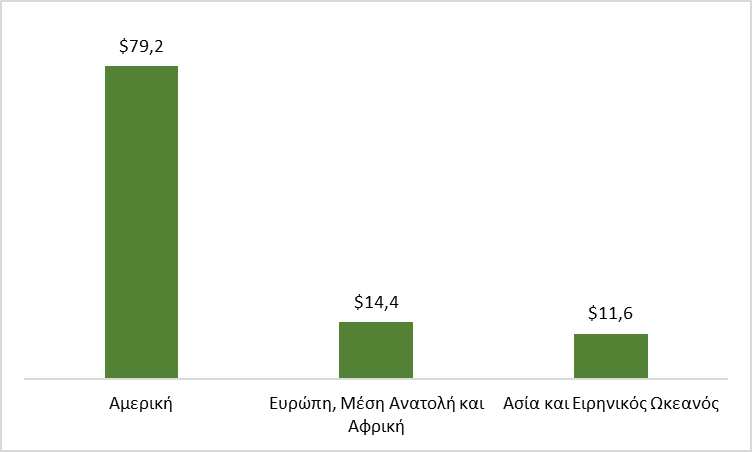 $79,2
$14,4
$11,6
Αμερική
Ευρώπη, Μέση Ανατολή και
Αφρική
Ασία και Ειρηνικός Ωκεανός